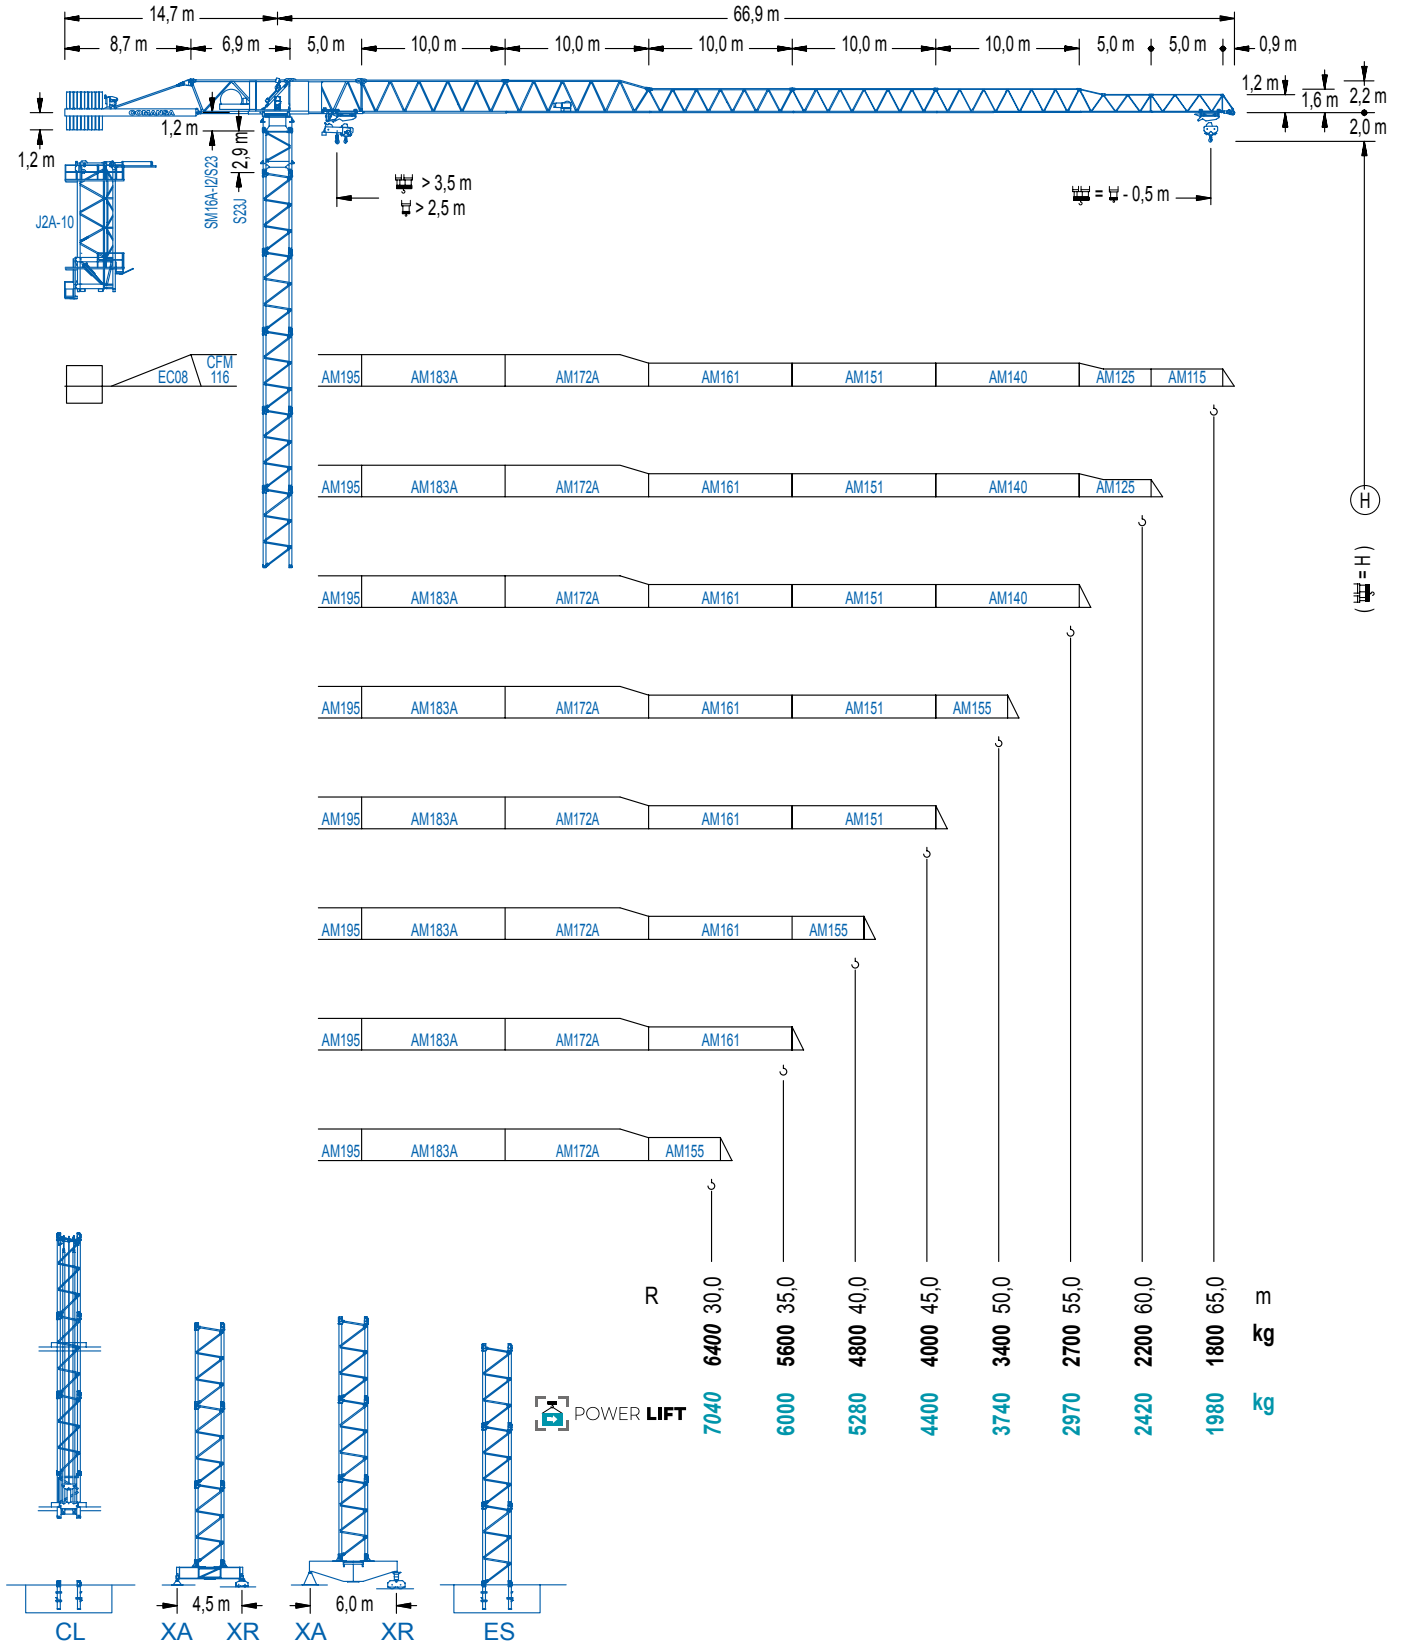 14,7 m 66,9 m
8,7 m 6,9 m 5,0 m 10,0 m 10,0 m 10,0 m 10,0 m 10,0 m 5,0 m 5,0 m 0,9 m
1,2 m 1,6 m 2,2 m
COMANSA
1,2 m 2,9 m 2,0 m
1,2 m
SM16A-I2/S23
S23J
> 3,5 m
> 2,5 m
= - 0,5 m
J2A-10
EC08 CFM 116 AM195 AM183A AM172A AM161 AM151 AM140 AM125 AM115
AM195 AM183A AM172A AM161 AM151 AM140 AM125
H
( = H )
AM195 AM183A AM172A AM161 AM151 AM140
AM195 AM183A AM172A AM161 AM151 AM155
AM195 AM183A AM172A AM161 AM151
AM195 AM183A AM172A AM161 AM155
AM195 AM183A AM172A AM161
AM195 AM183A AM172A AM155
R 30,0 35,0 40,0 45,0 50,0 55,0 60,0 65,0 m
6400 5600 4800 4000 3400 2700 2200 1800 kg
POWER LIFT 7040 6000 5280 4400 3740 2970 2420 1980 kg
4,5 m 6,0 m
CL XA XR XA XR ES